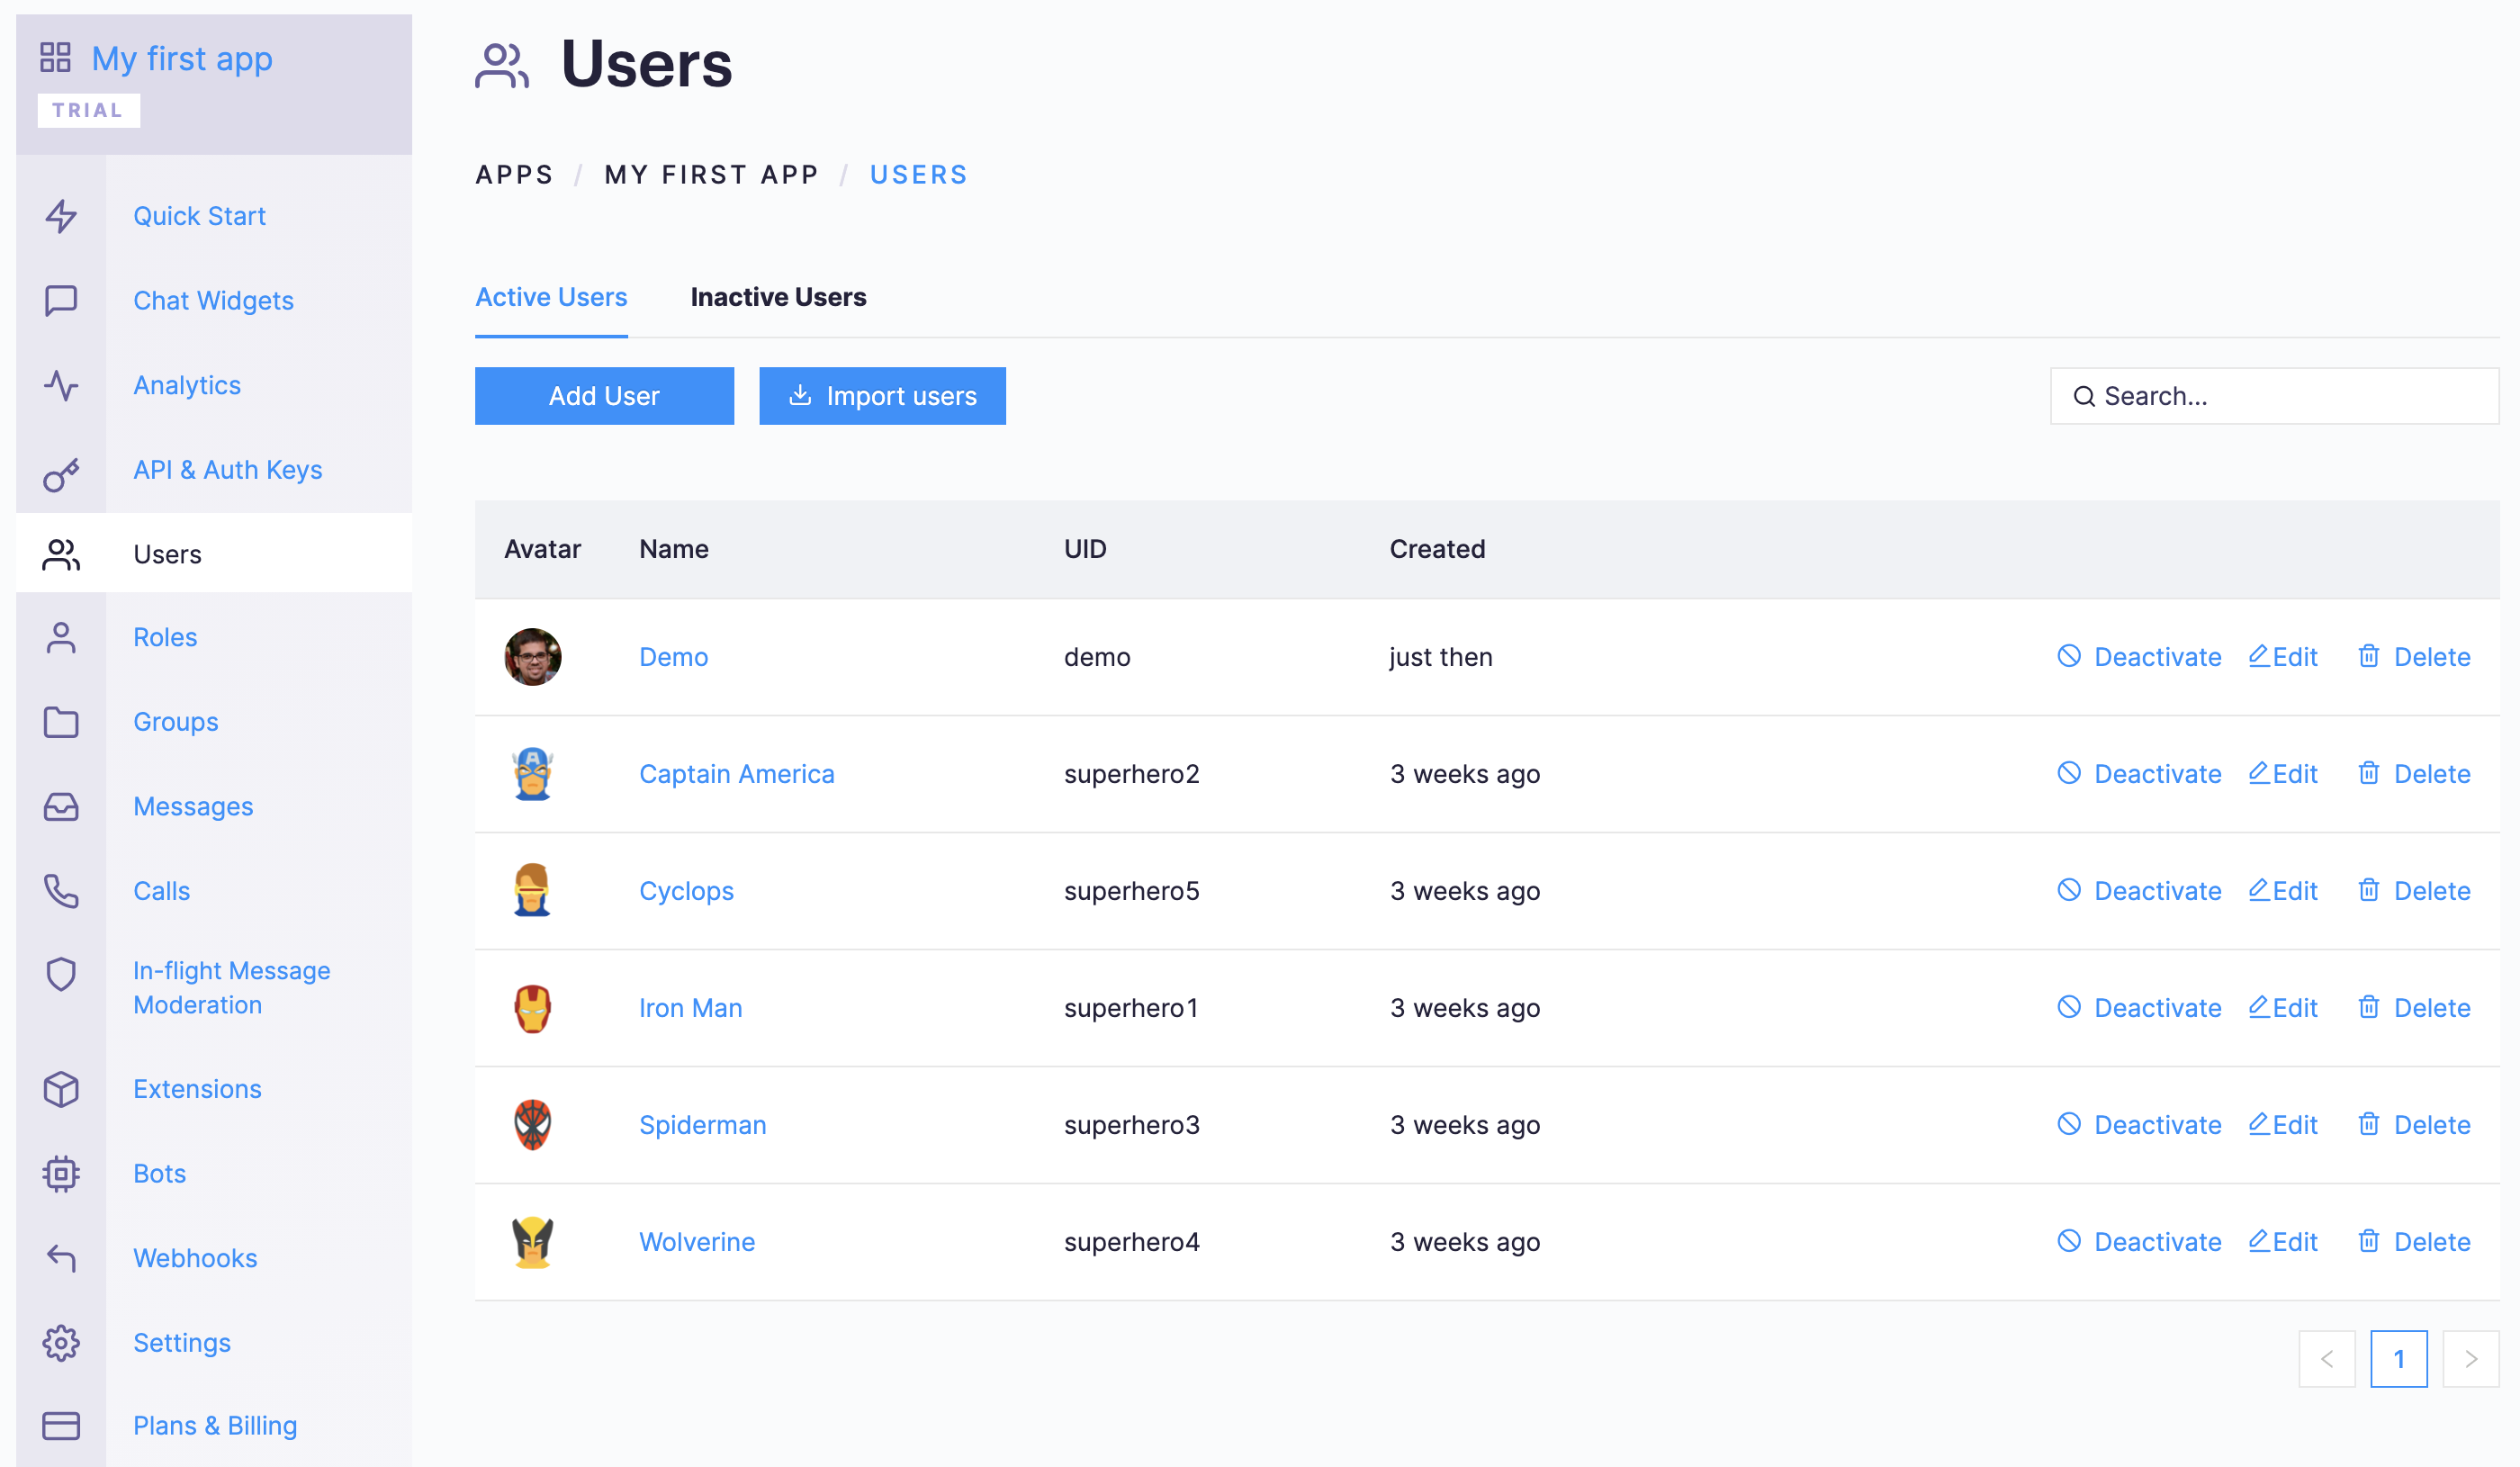 My first app
TRIAL
Quick Start
Chat Widgets
Analytics
API & Auth Keys
Users
Roles
Groups
Messages
Calls
In-flight Message
Moderation
Extensions
Bots
Webhooks
Settings
Plans & Billing
Users
APPS / MY FIRST APP / USERS
Active Users Inactive Users
Add User Import users Search...
Avatar Name UID Created
Demo demo just then Deactivate Edit Delete
Captain America superhero2 3 weeks ago Deactivate Edit Delete
Cyclops superhero5 3 weeks ago Deactivate Edit Delete
Iron Man superhero1 3 weeks ago Deactivate Edit Delete
Spiderman superhero3 3 weeks ago Deactivate Edit Delete
Wolverine superhero4 3 weeks ago Deactivate Edit Delete
< 1 >